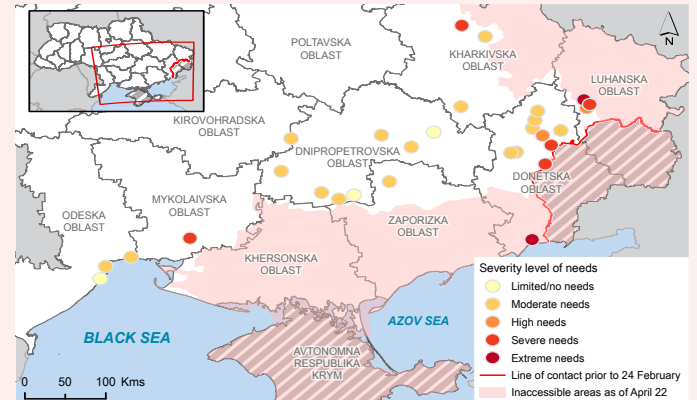 N
POLTAVSKA
OBLAST
KHARKIVSKA
OBLAST
LUHANSKA
OBLAST
KIROVOHRADSKA
OBLAST
DNIPROPETROVSKA
OBLAST
DONETSKA
OBLAST
MYKOLAIVSKA
OBLAST
ODESKA
OBLAST
ZAPORIZKA
OBLAST
KHERSONSKA
OBLAST
BLACK SEA
AZOV SEA
AVTONOMNA
RESPUBLIKA
KRYM
0 50 100 Kms
Severity level of needs
Limited/no needs
Moderate needs
High needs
Severe needs
Extreme needs
Line of contact prior to 24 February
Inaccessible areas as of April 22